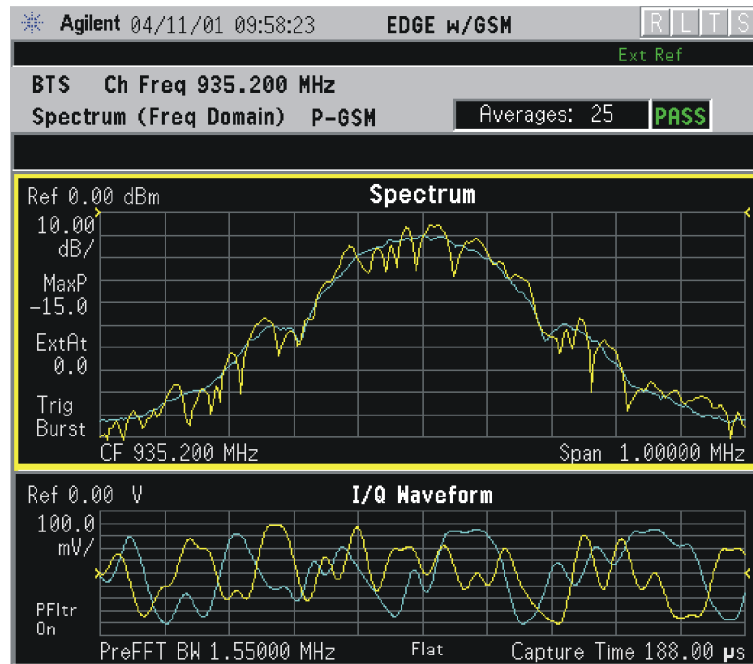 Agilent 04/11/01 09:58:23 EDGE w/GSM R L T S
Ext Ref
BTS Ch Freq 935.200 MHz
Spectrum (Freq Domain) P-GSM Averages: 25 PASS
Ref 0.00 dBm Spectrum
10.00
dB/
MaxP
-15.0
ExtAt
0.0
Trig
Burst
CF 935.200 MHz Span 1.00000 MHz
Ref 0.00 V I/Q Waveform
100.0
mV/
PFltr
On
PreFFT BW 1.55000 MHz Flat Capture Time 188.00 µs